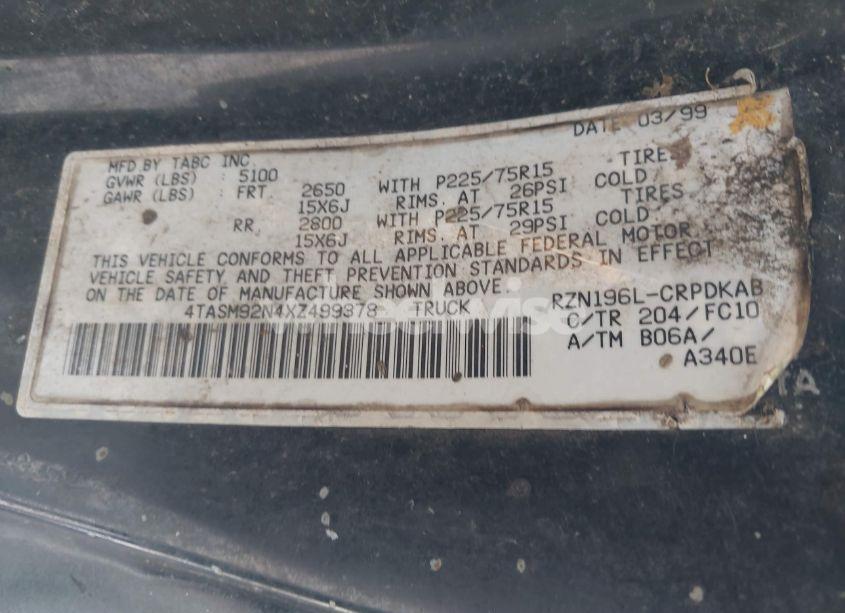 DATE 03/99
MFD BY TABC INC.
GVWR (LBS) : 5100
GAWR (LBS) : FRT 2650 WITH P225/75R15 TIRES
15X6J RIMS. AT 26PSI COLD
RR 2800 WITH P225/75R15 TIRES
15X6J RIMS. AT 29PSI COLD
THIS VEHICLE CONFORMS TO ALL APPLICABLE FEDERAL MOTOR
VEHICLE SAFETY AND THEFT PREVENTION STANDARDS IN EFFECT
ON THE DATE OF MANUFACTURE SHOWN ABOVE.
4TASM92N4XZ499378 TRUCK
RZN196L-CRPDKAB
C/TR 204/FC10
A/TM B06A/
A340E
TA